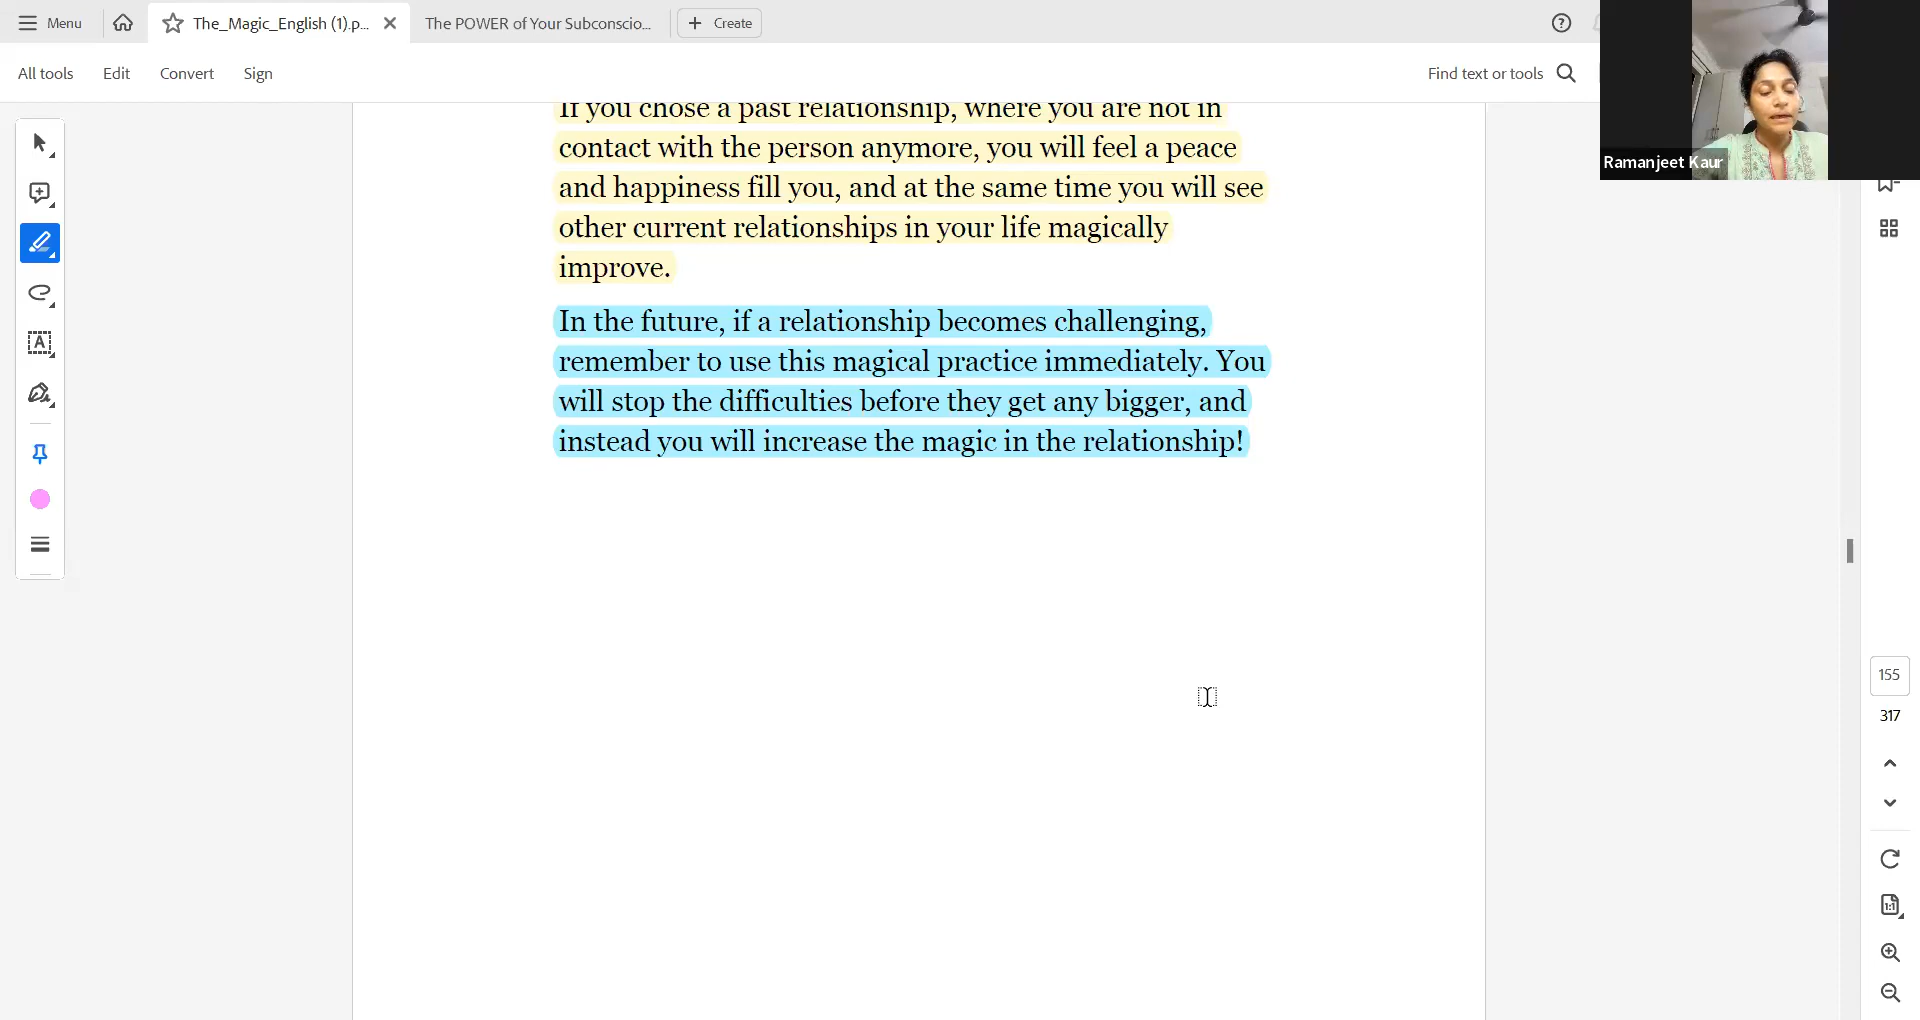 Menu
The_Magic_English (1).p...
The POWER of Your Subconscio...
Create
All tools
Edit
Convert
Sign
Find text or tools
Ramanjeet Kaur
If you chose a past relationship, where you are not in
contact with the person anymore, you will feel a peace
and happiness fill you, and at the same time you will see
other current relationships in your life magically
improve.
In the future, if a relationship becomes challenging,
remember to use this magical practice immediately. You
will stop the difficulties before they get any bigger, and
instead you will increase the magic in the relationship!
155
317